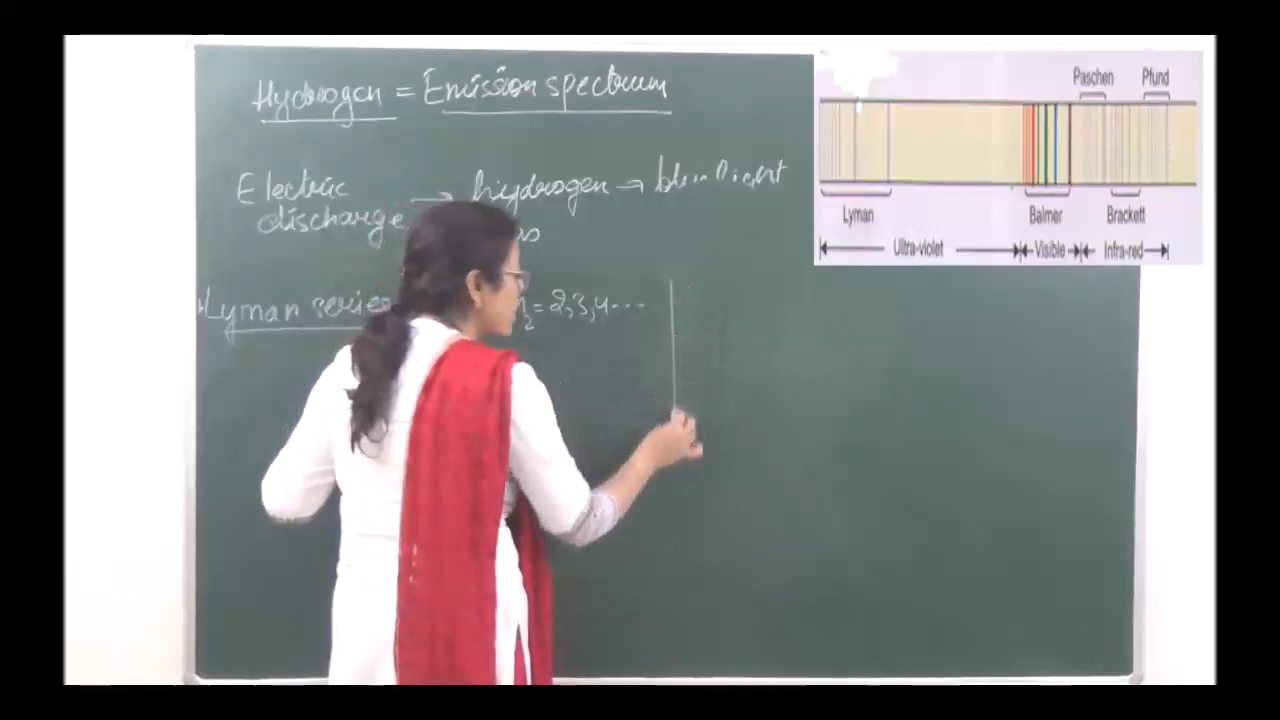 Hydrogen = Emission spectrum
Electric discharge → hydrogen → light
Lyman series n₂ = 2,3,4...
Paschen Pfund
Lyman Balmer Brackett
Ultra-violet Visible Infra-red